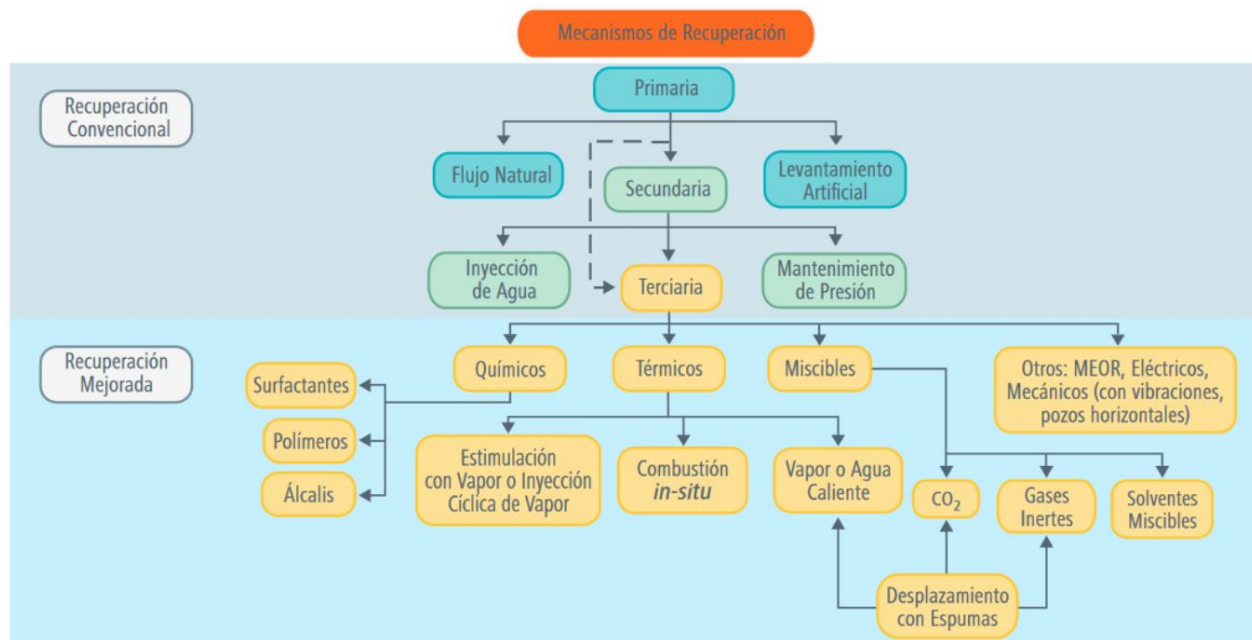 Mecanismos de Recuperación
Recuperación
Convencional
Primaria
Flujo Natural
Levantamiento
Artificial
Secundaria
Inyección
de Agua
Mantenimiento
de Presión
Terciaria
Recuperación
Mejorada
Químicos
Térmicos
Miscibles
Otros: MEOR, Eléctricos,
Mecánicos (con vibraciones,
pozos horizontales)
Surfactantes
Polímeros
Álcalis
Estimulación
con Vapor o Inyección
Cíclica de Vapor
Combustión
in-situ
Vapor o Agua
Caliente
CO₂
Gases
Inertes
Solventes
Miscibles
Desplazamiento
con Espumas